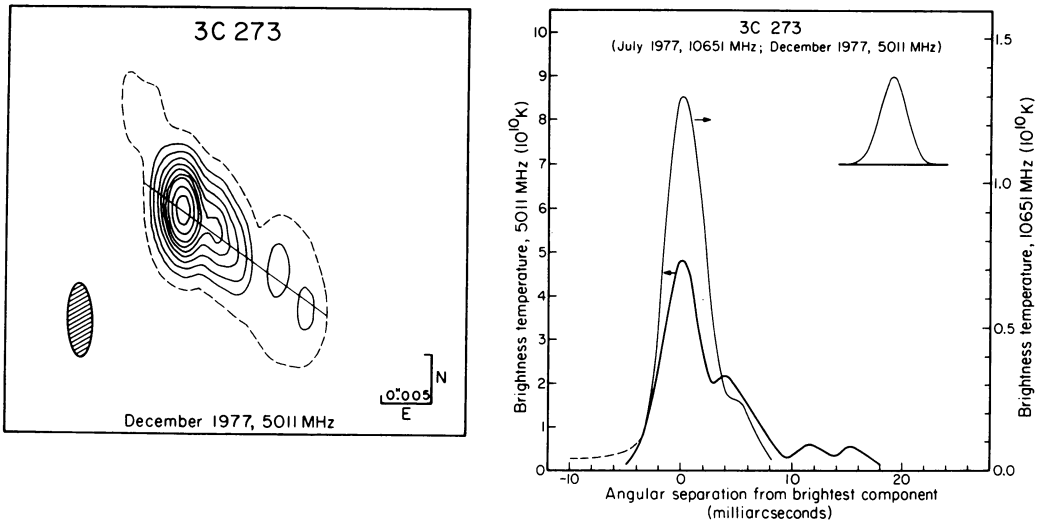 3C 273
N
0."005
E
December 1977, 5011 MHz
3C 273
(July 1977, 10651 MHz; December 1977, 5011 MHz)
Brightness temperature, 5011 MHz (10¹⁰K)
10
9
8
7
6
5
4
3
2
1
0
1.5
1.0
0.5
0.0
Brightness temperature, 10651 MHz (10¹⁰K)
-10
0
10
20
Angular separation from brightest component
(milliarcseconds)